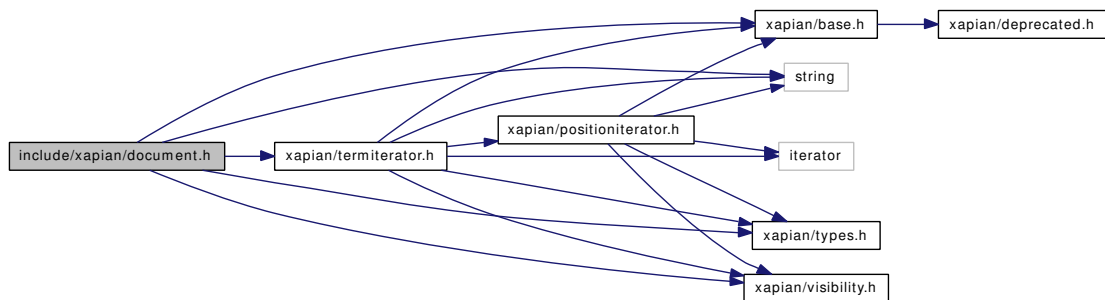 xapian/base.h
xapian/deprecated.h
string
xapian/positioniterator.h
include/xapian/document.h
xapian/termiterator.h
iterator
xapian/types.h
xapian/visibility.h